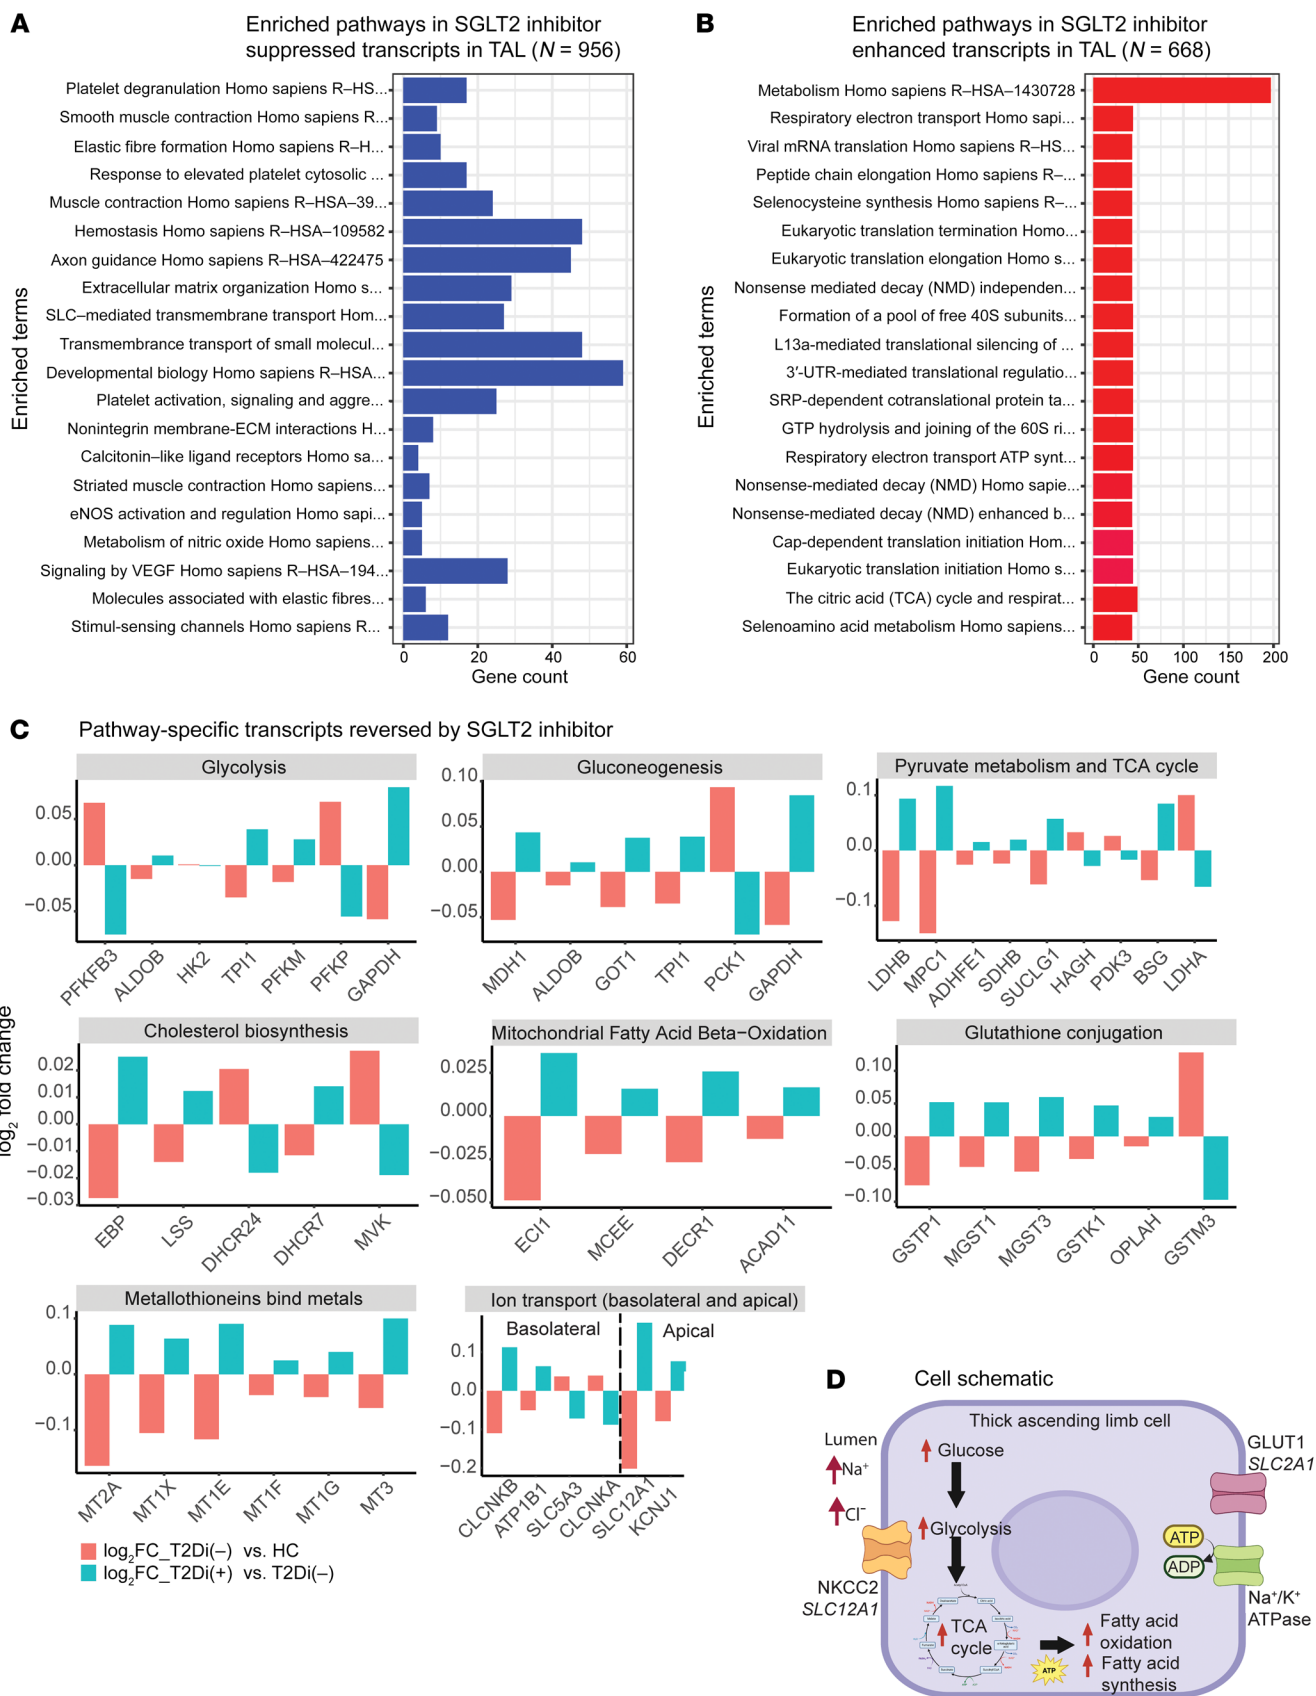 A
Enriched pathways in SGLT2 inhibitor
suppressed transcripts in TAL (N = 956)
Enriched terms
Platelet degranulation Homo sapiens R–HS...
Smooth muscle contraction Homo sapiens R...
Elastic fibre formation Homo sapiens R–H...
Response to elevated platelet cytosolic ...
Muscle contraction Homo sapiens R–HSA–39...
Hemostasis Homo sapiens R–HSA–109582
Axon guidance Homo sapiens R–HSA–422475
Extracellular matrix organization Homo s...
SLC–mediated transmembrane transport Hom...
Transmembrance transport of small molecul...
Developmental biology Homo sapiens R–HSA...
Platelet activation, signaling and aggre...
Nonintegrin membrane-ECM interactions H...
Calcitonin–like ligand receptors Homo sa...
Striated muscle contraction Homo sapiens...
eNOS activation and regulation Homo sapi...
Metabolism of nitric oxide Homo sapiens...
Signaling by VEGF Homo sapiens R–HSA–194...
Molecules associated with elastic fibres...
Stimul-sensing channels Homo sapiens R...
0 20 40 60
Gene count
B
Enriched pathways in SGLT2 inhibitor
enhanced transcripts in TAL (N = 668)
Enriched terms
Metabolism Homo sapiens R–HSA–1430728
Respiratory electron transport Homo sapi...
Viral mRNA translation Homo sapiens R–HS...
Peptide chain elongation Homo sapiens R–...
Selenocysteine synthesis Homo sapiens R–...
Eukaryotic translation termination Homo...
Eukaryotic translation elongation Homo s...
Nonsense mediated decay (NMD) independen...
Formation of a pool of free 40S subunits...
L13a-mediated translational silencing of ...
3′-UTR-mediated translational regulatio...
SRP-dependent cotranslational protein ta...
GTP hydrolysis and joining of the 60S ri...
Respiratory electron transport ATP synt...
Nonsense-mediated decay (NMD) Homo sapie...
Nonsense-mediated decay (NMD) enhanced b...
Cap-dependent translation initiation Hom...
Eukaryotic translation initiation Homo s...
The citric acid (TCA) cycle and respirat...
Selenoamino acid metabolism Homo sapiens...
0 50 100 150 200
Gene count
C
Pathway-specific transcripts reversed by SGLT2 inhibitor
log2 fold change
Glycolysis
0.05
0.00
−0.05
PFKFB3 ALDOB HK2 TPI1 PFKM PFKP GAPDH
Gluconeogenesis
0.10
0.05
0.00
−0.05
MDH1 ALDOB GOT1 TPI1 PCK1 GAPDH
Pyruvate metabolism and TCA cycle
0.1
0.0
−0.1
LDHB MPC1 ADHFE1 SDHB SUCLG1 HAGH PDK3 BSG LDHA
Cholesterol biosynthesis
0.02
0.01
0.00
−0.01
−0.02
−0.03
EBP LSS DHCR24 DHCR7 MVK
Mitochondrial Fatty Acid Beta−Oxidation
0.025
0.000
−0.025
−0.050
ECI1 MCEE DECR1 ACAD11
Glutathione conjugation
0.10
0.05
0.00
−0.05
−0.10
GSTP1 MGST1 MGST3 GSTK1 OPLAH GSTM3
Metallothioneins bind metals
0.1
0.0
−0.1
MT2A MT1X MT1E MT1F MT1G MT3
Ion transport (basolateral and apical)
Basolateral Apical
0.1
0.0
−0.1
−0.2
CLCNKB ATP1B1 SLC5A3 CLCNKA SLC12A1 KCNJ1
log2FC_T2Di(–) vs. HC
log2FC_T2Di(+) vs. T2Di(–)
D
Cell schematic
Thick ascending limb cell
Lumen
Na+
Cl−
NKCC2
SLC12A1
Glucose
Glycolysis
TCA
cycle
ATP
Fatty acid
oxidation
Fatty acid
synthesis
GLUT1
SLC2A1
ATP
ADP
Na+/K+
ATPase